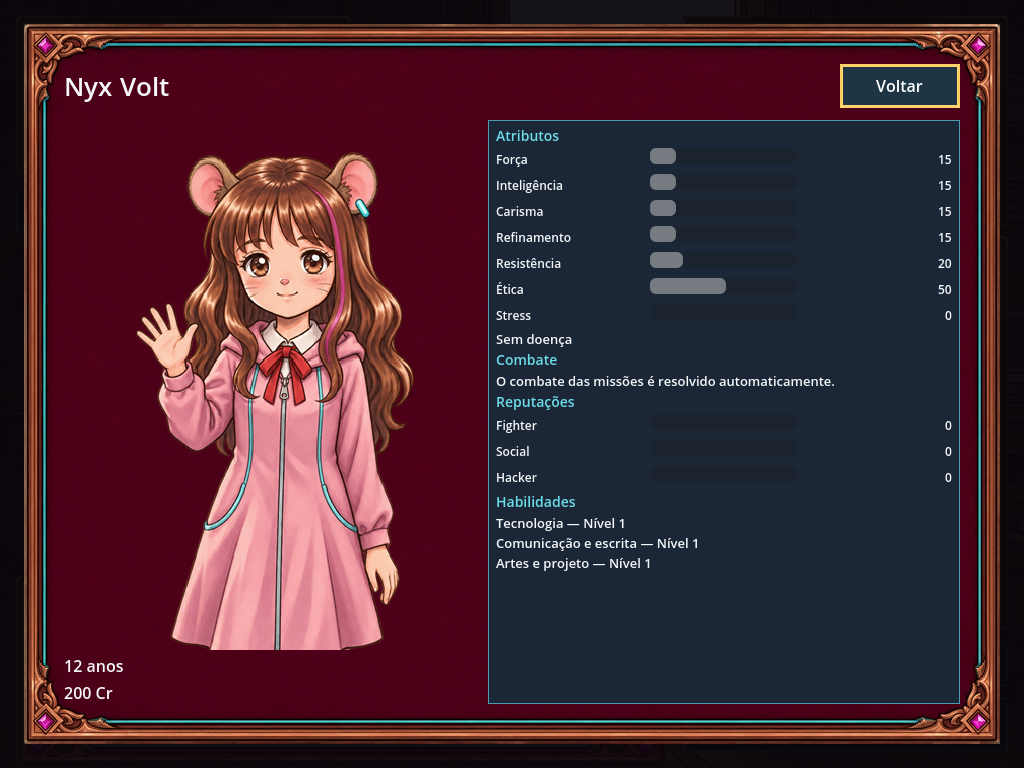 Nyx Volt
Voltar
Atributos
Força 15
Inteligência 15
Carisma 15
Refinamento 15
Resistência 20
Ética 50
Stress 0
Sem doença
Combate
O combate das missões é resolvido automaticamente.
Reputações
Fighter 0
Social 0
Hacker 0
Habilidades
Tecnologia — Nível 1
Comunicação e escrita — Nível 1
Artes e projeto — Nível 1
12 anos
200 Cr